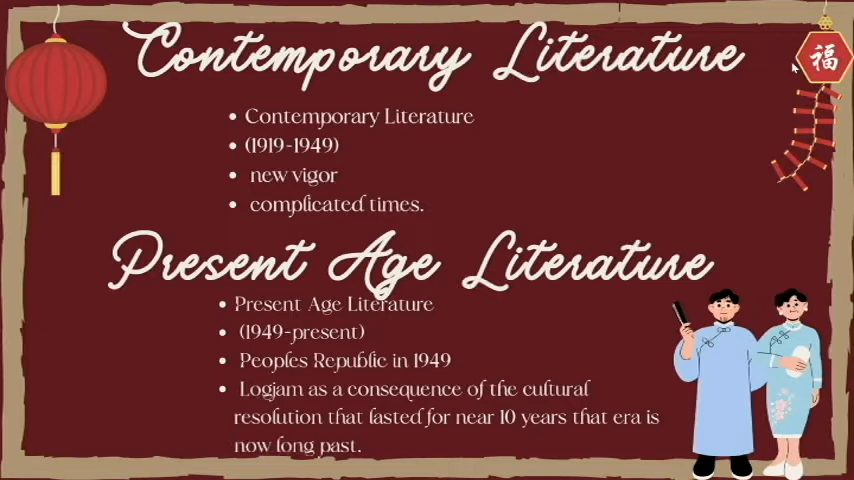 Contemporary Literature
福
• Contemporary Literature
• (1919-1949)
• new vigor
• complicated times.
Present Age Literature
• Present Age Literature
• (1949-present)
• Peoples Republic in 1949
• Logjam as a consequence of the cultural
resolution that lasted for near 10 years that era is
now long past.